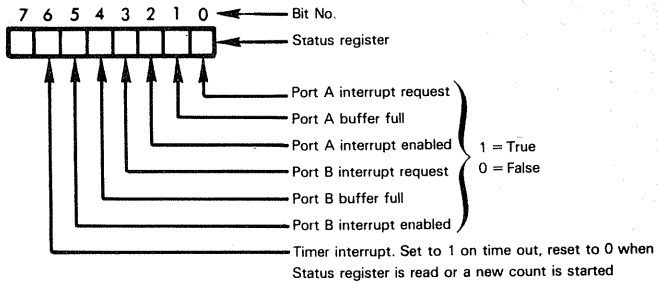 7 6 5 4 3 2 1 0
Bit No.
Status register
Port A interrupt request
Port A buffer full
Port A interrupt enabled
Port B interrupt request
Port B buffer full
Port B interrupt enabled
1 = True
0 = False
Timer interrupt. Set to 1 on time out, reset to 0 when
Status register is read or a new count is started